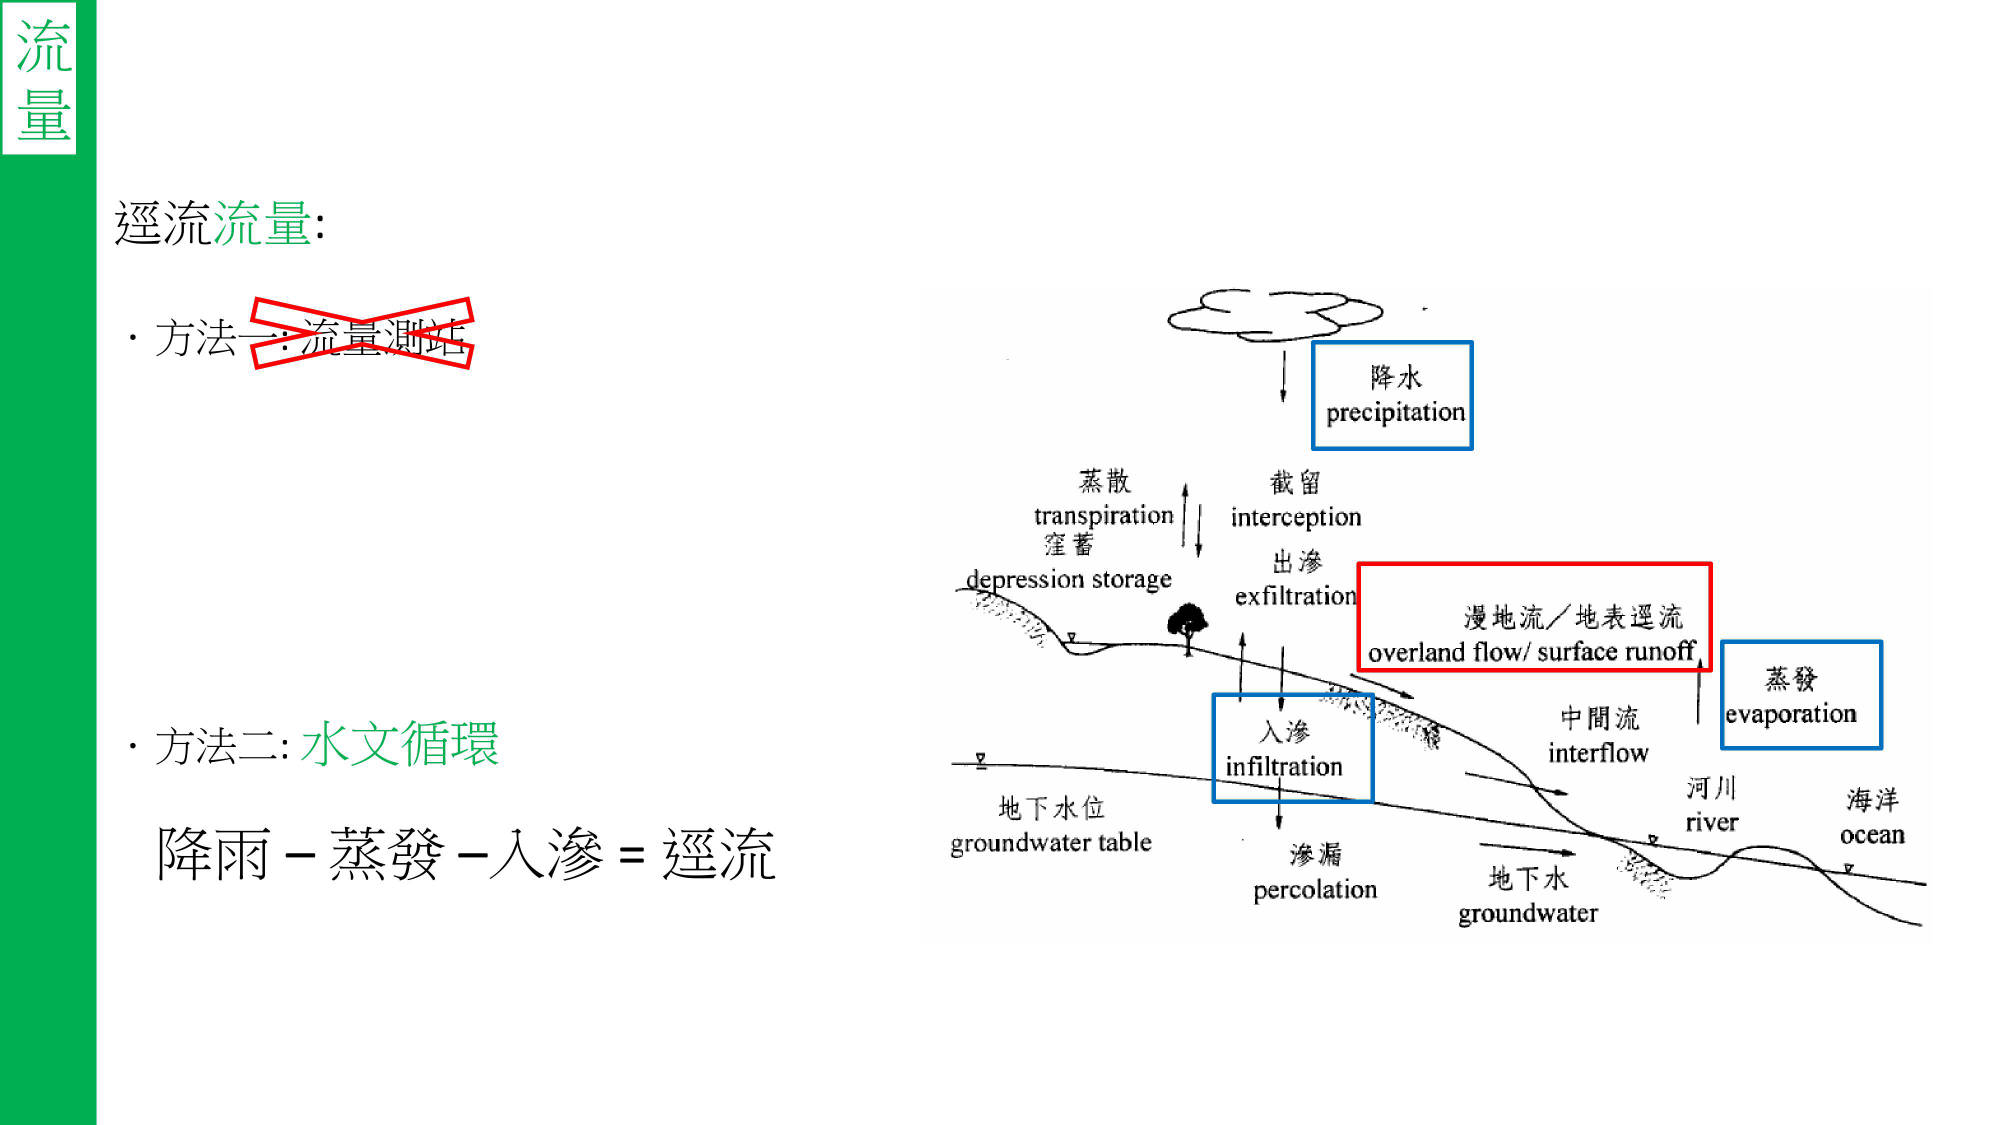 流
量
逕流流量:
・方法一: 流量測站
・方法二: 水文循環
降雨 – 蒸發 –入滲 = 逕流
降水
precipitation
蒸散
transpiration
截留
interception
窪蓄
depression storage
出滲
exfiltration
漫地流／地表逕流
overland flow/ surface runoff
蒸發
evaporation
入滲
infiltration
中間流
interflow
地下水位
groundwater table
河川
river
海洋
ocean
滲漏
percolation
地下水
groundwater